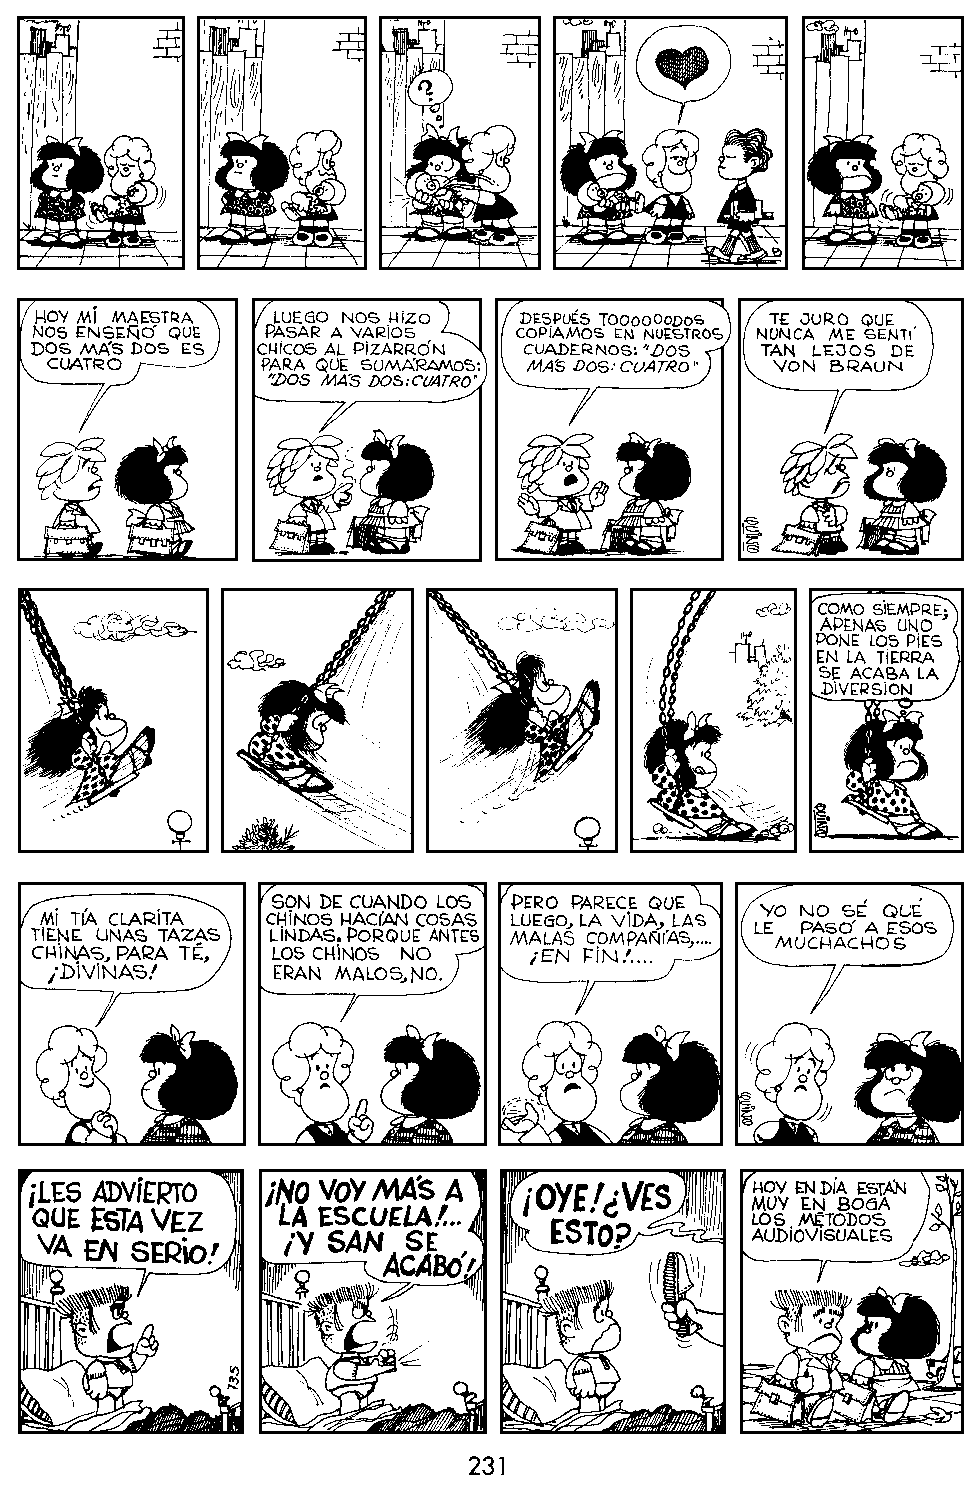 ?
HOY MI MAESTRA
NOS ENSEÑÓ QUE
DOS MÁS DOS ES
CUATRO
LUEGO NOS HIZO
PASAR A VARIOS
CHICOS AL PIZARRÓN
PARA QUE SUMÁRAMOS:
"DOS MÁS DOS: CUATRO"
DESPUÉS TOOOOOODOS
COPIAMOS EN NUESTROS
CUADERNOS: "DOS
MÁS DOS: CUATRO"
TE JURO QUE
NUNCA ME SENTÍ
TAN LEJOS DE
VON BRAUN
QUINO
COMO SIEMPRE;
APENAS UNO
PONE LOS PIES
EN LA TIERRA
SE ACABA LA
DIVERSION
QUINO
MI TÍA CLARITA
TIENE UNAS TAZAS
CHINAS, PARA TÉ,
¡DIVINAS!
SON DE CUANDO LOS
CHINOS HACÍAN COSAS
LINDAS. PORQUE ANTES
LOS CHINOS NO
ERAN MALOS, NO.
PERO PARECE QUE
LUEGO, LA VIDA, LAS
MALAS COMPAÑÍAS,....
¡EN FIN!....
YO NO SÉ QUÉ
LE PASÓ A ESOS
MUCHACHOS
QUINO
¡LES ADVIERTO
QUE ESTA VEZ
VA EN SERIO!
735
¡NO VOY MÁS A
LA ESCUELA!...
¡Y SAN SE
ACABÓ!
¡OYE! ¿VES
ESTO?
HOY EN DÍA ESTÁN
MUY EN BOGA
LOS MÉTODOS
AUDIOVISUALES
231